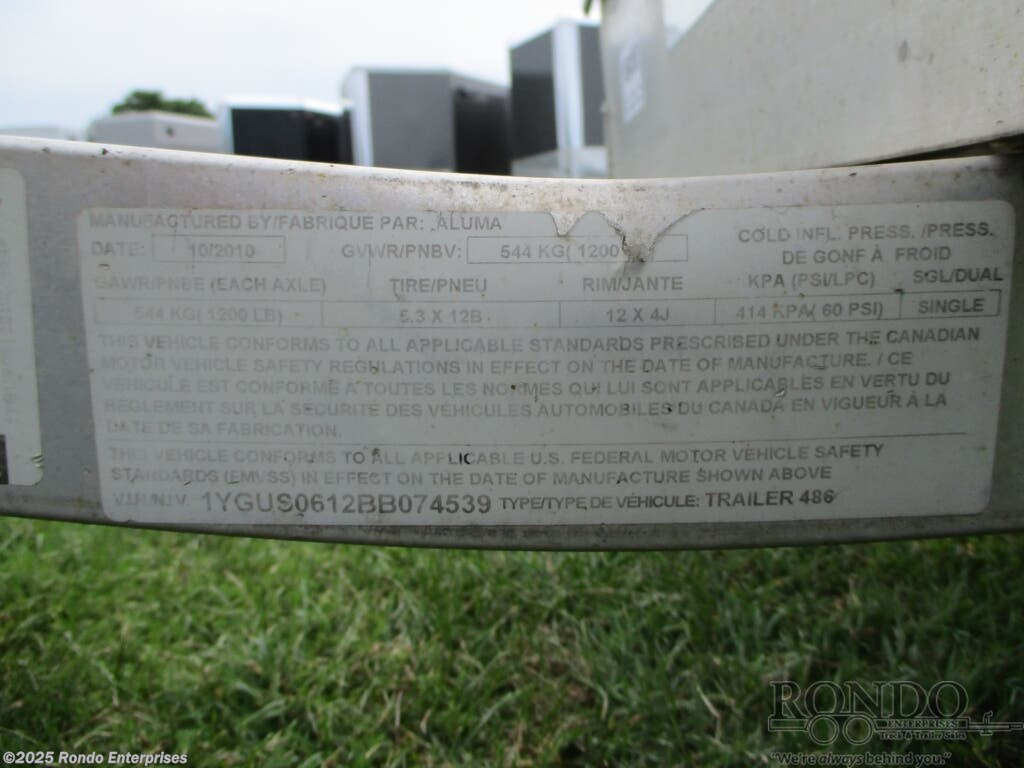 MANUFACTURED BY/FABRIQUE PAR: ALUMA
DATE: 10/2010 GVWR/PNBV: 544 KG( 1200
COLD INFL. PRESS. /PRESS.
DE GONF À FROID
GAWR/PNBE (EACH AXLE) TIRE/PNEU RIM/JANTE KPA (PSI/LPC) SGL/DUAL
544 KG( 1200 LB) 5.3 X 12B 12 X 4J 414 KPA( 60 PSI) SINGLE
THIS VEHICLE CONFORMS TO ALL APPLICABLE STANDARDS PRESCRIBED UNDER THE CANADIAN
MOTOR VEHICLE SAFETY REGULATIONS IN EFFECT ON THE DATE OF MANUFACTURE. / CE
VÉHICULE EST CONFORME À TOUTES LES NORMES QUI LUI SONT APPLICABLES EN VERTU DU
RÈGLEMENT SUR LA SÉCURITÉ DES VÉHICULES AUTOMOBILES DU CANADA EN VIGUEUR À LA
DATE DE SA FABRICATION.
THIS VEHICLE CONFORMS TO ALL APPLICABLE U.S. FEDERAL MOTOR VEHICLE SAFETY
STANDARDS (FMVSS) IN EFFECT ON THE DATE OF MANUFACTURE SHOWN ABOVE
V.I.N./N.I.V. 1YGUS0612BB074539 TYPE/TYPE DE VÉHICULE: TRAILER 486
RONDO
ENTERPRISES
Truck & Trailer Sales
"We're always behind you."
©2025 Rondo Enterprises